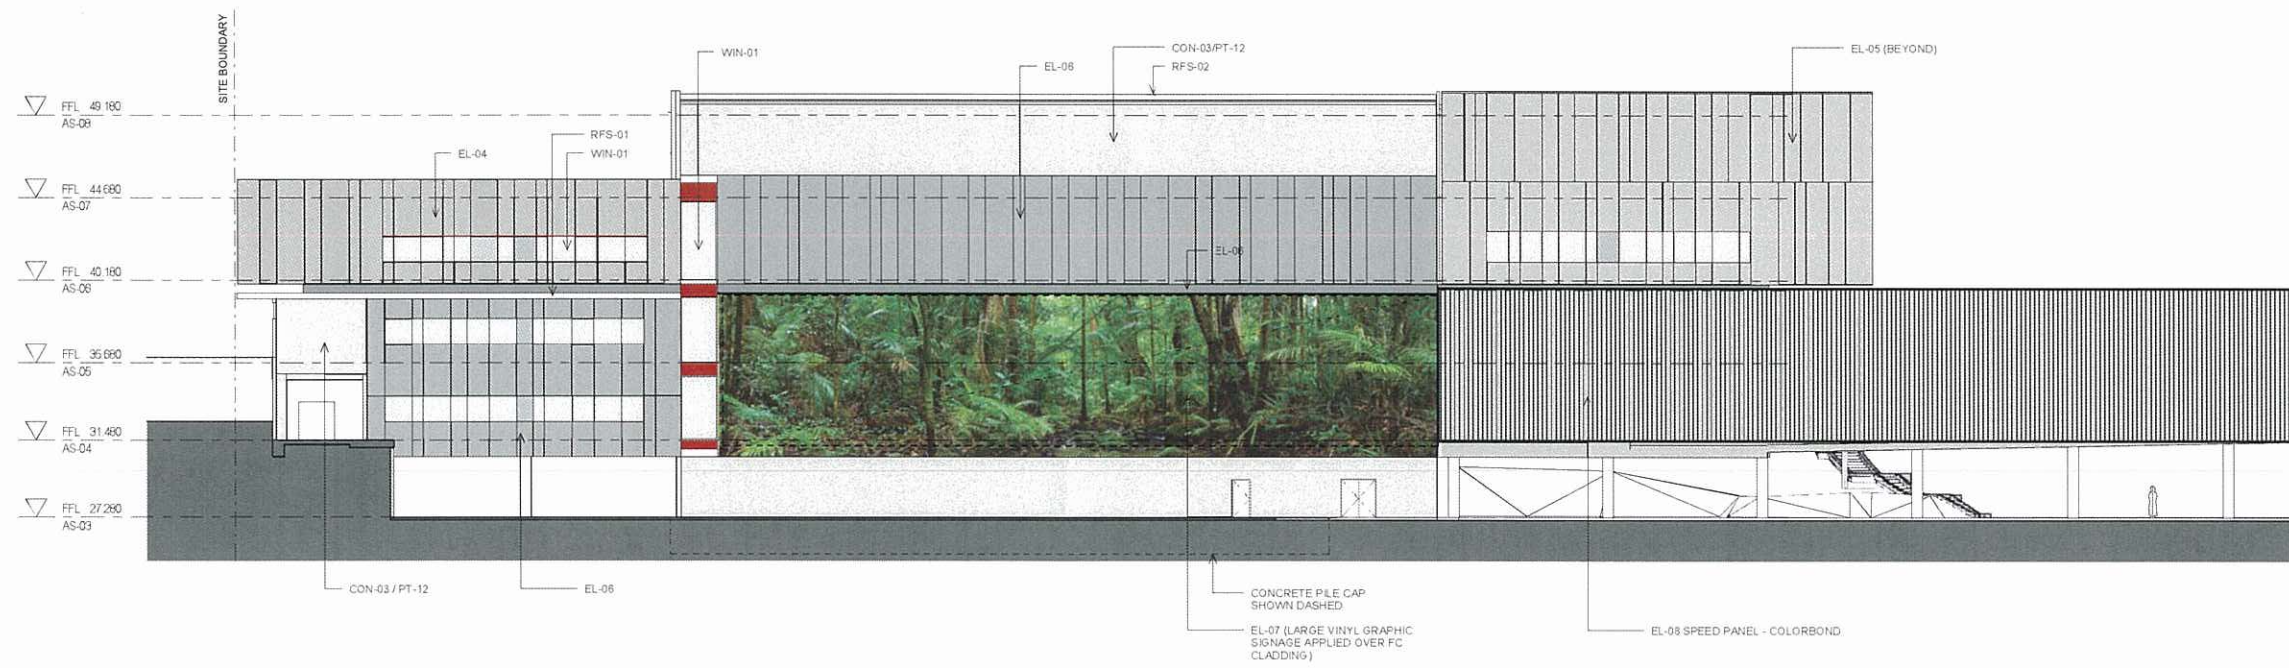 SITE BOUNDARY
WIN-01
CON-03/PT-12
EL-05 (BEYOND)
EL-06
RFS-02
FFL 49 180
AS-08
RFS-01
EL-04
WIN-01
FFL 44 680
AS-07
EL-06
FFL 40 180
AS-06
FFL 35 680
AS-05
FFL 31 480
AS-04
FFL 27 280
AS-03
CON-03 / PT-12
EL-06
CONCRETE PILE CAP
SHOWN DASHED
EL-07 (LARGE VINYL GRAPHIC
SIGNAGE APPLIED OVER FC
CLADDING )
EL-08 SPEED PANEL - COLORBOND